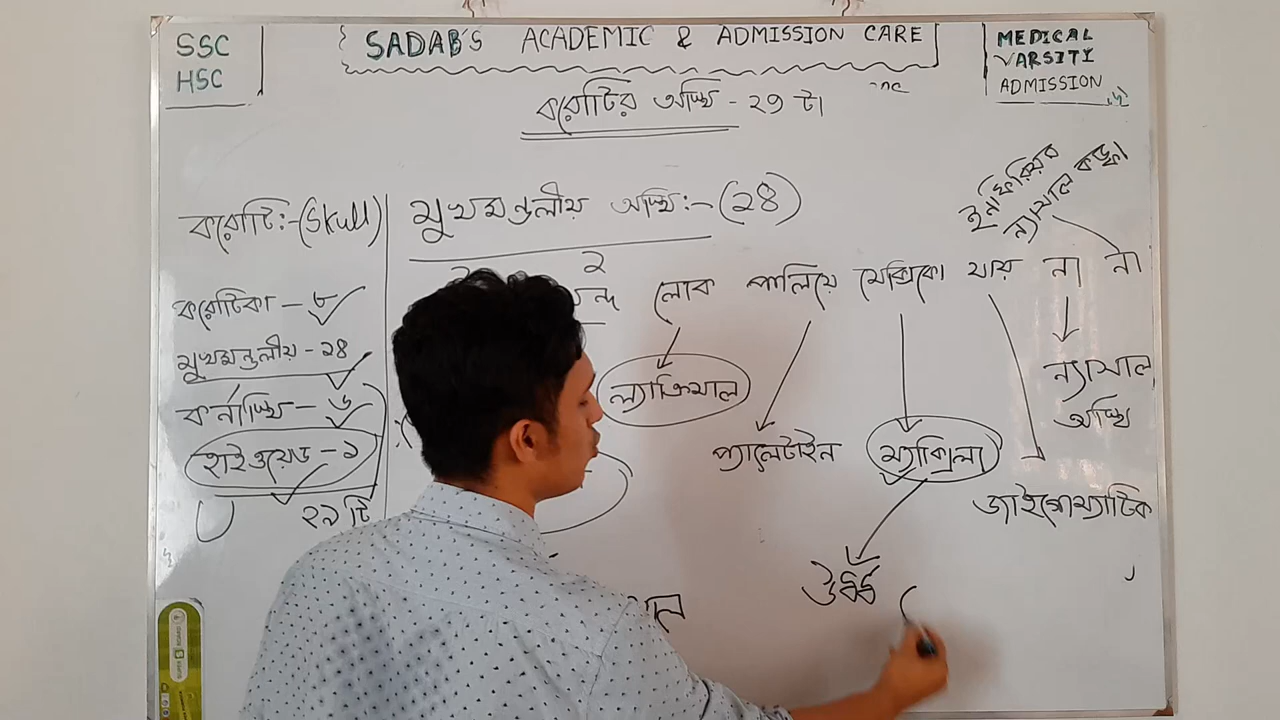 SSC
HSC
SADAB'S ACADEMIC & ADMISSION CARE
MEDICAL
VARSITY
ADMISSION
করোটির অস্থি - ২৯ টা
করোটি:-(Skull)
করোটিকা - ৮
মুখমন্ডলীয় - ১৪
কর্নাস্থি - ৬
হাইওয়েড - ১
২৯ টি
মুখমন্ডলীয় অস্থি:- (১৪)
২
লোক পালিয়ে মেক্সিকো যায় না না
ইনফিরিয়র
ন্যাসাল কঙ্কা
ল্যাক্রিমাল
প্যালেটাইন
ম্যাক্সিলা
জাইগোম্যাটিক
ন্যাসাল
অস্থি
ঊর্ধ্ব